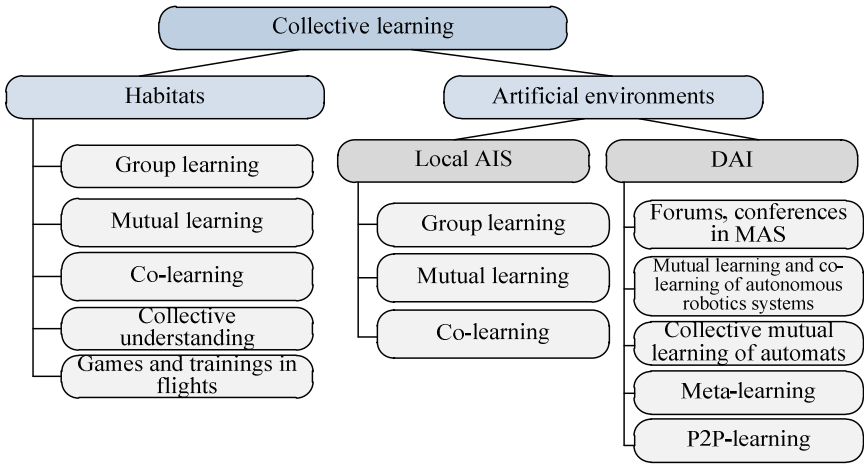 Collective learning
Habitats
Group learning
Mutual learning
Co-learning
Collective
understanding
Games and trainings in
flights
Artificial environments
Local AIS
Group learning
Mutual learning
Co-learning
DAI
Forums, conferences
in MAS
Mutual learning and co-
learning of autonomous
robotics systems
Collective mutual
learning of automats
Meta-learning
P2P-learning